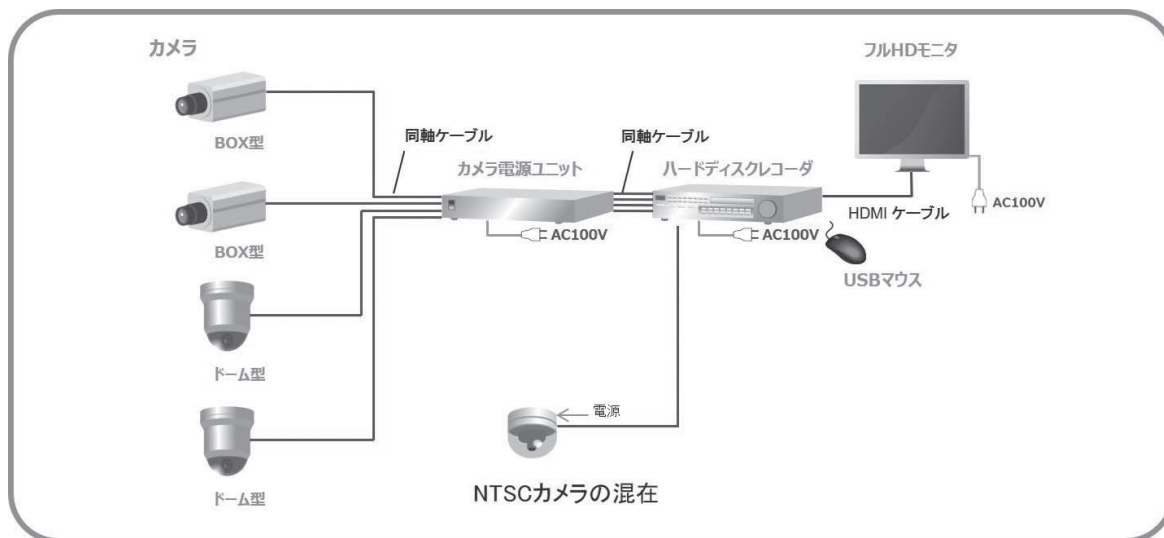 カメラ
フルHDモニタ
BOX型
同軸ケーブル
同軸ケーブル
カメラ電源ユニット
ハードディスクレコーダ
AC100V
HDMI ケーブル
AC100V
AC100V
BOX型
USBマウス
ドーム型
電源
NTSCカメラの混在
ドーム型